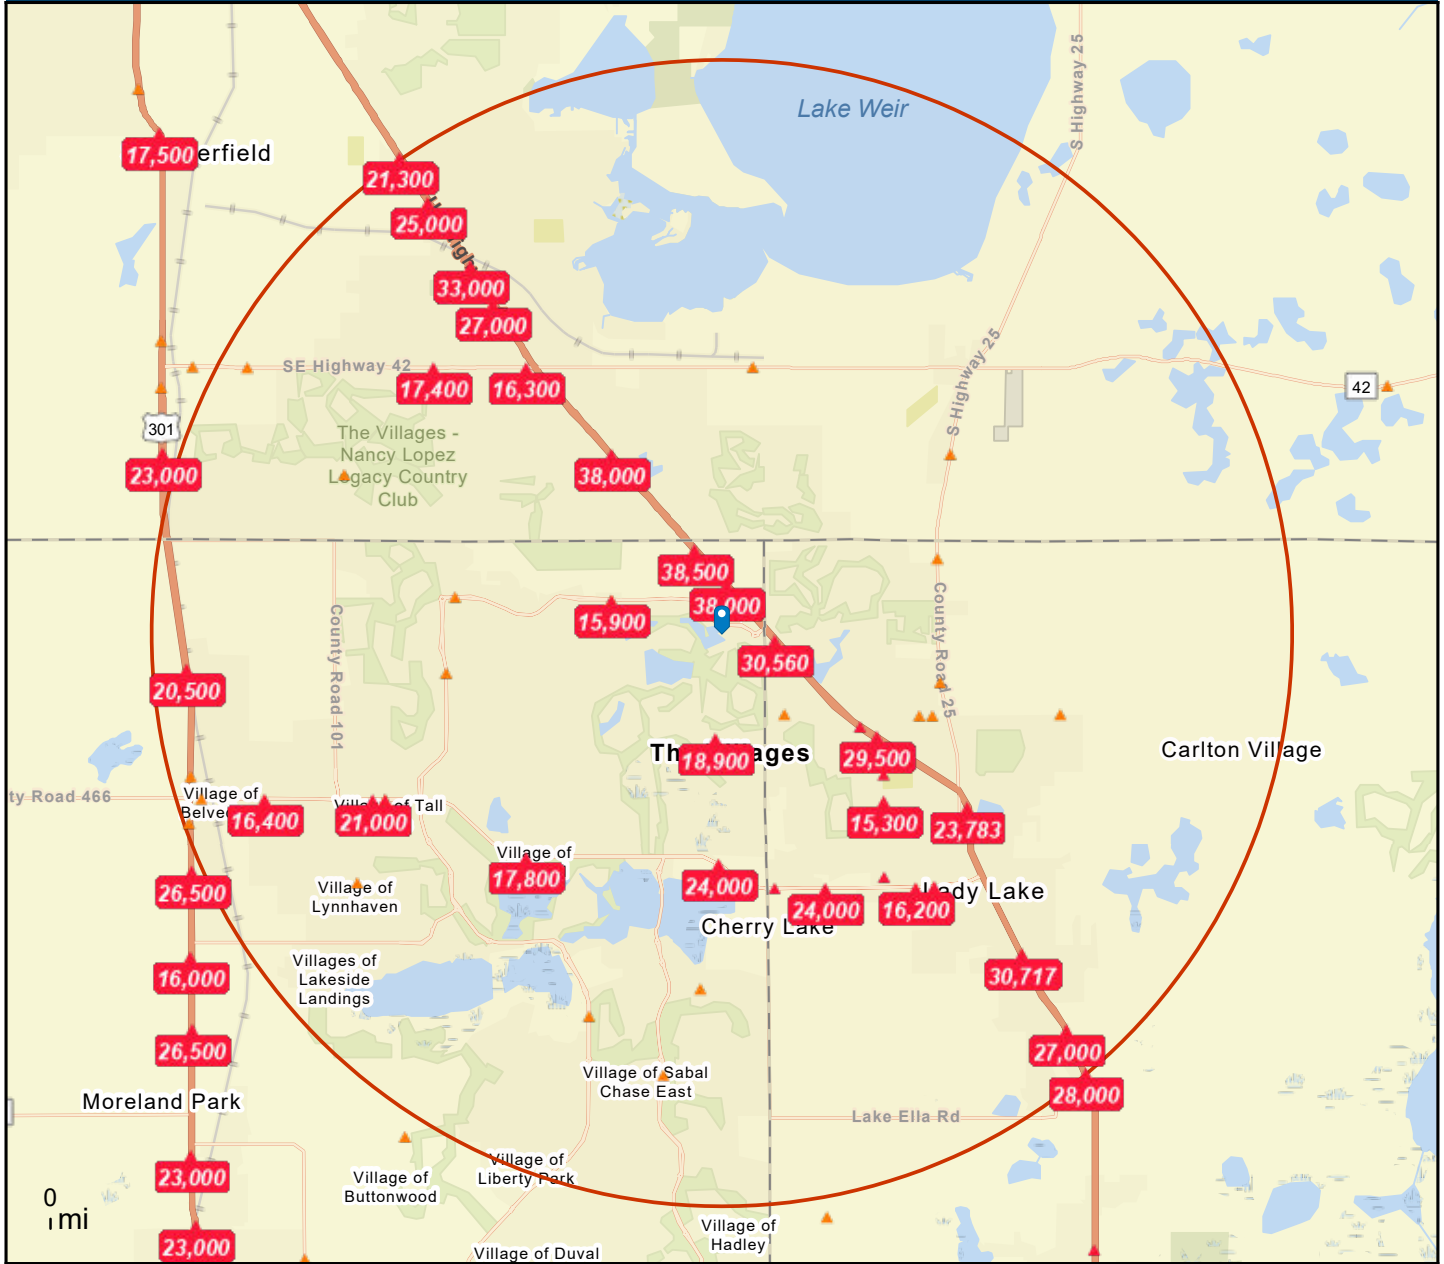 Lake Weir
S Highway 25
17,500
erfield
21,300
25,000
33,000
27,000
SE Highway 42
17,400
16,300
S Highway 25
42
301
The Villages -
Nancy Lopez
Legacy Country
Club
23,000
38,000
38,500
38,000
15,900
County Road 101
County Road 25
30,560
20,500
18,900
29,500
Carlton Village
ty Road 466
Village of
16,400
21,000
15,300
23,783
Village of
17,800
24,000
24,000
16,200
Lady Lake
26,500
Village of
Lynnhaven
Cherry Lake
Villages of
Lakeside
Landings
16,000
30,717
26,500
27,000
Village of Sabal
Chase East
28,000
Moreland Park
Lake Ella Rd
23,000
Village of
Liberty Park
Village of
Buttonwood
0
1mi
23,000
Village of
Hadley
Village of Duval